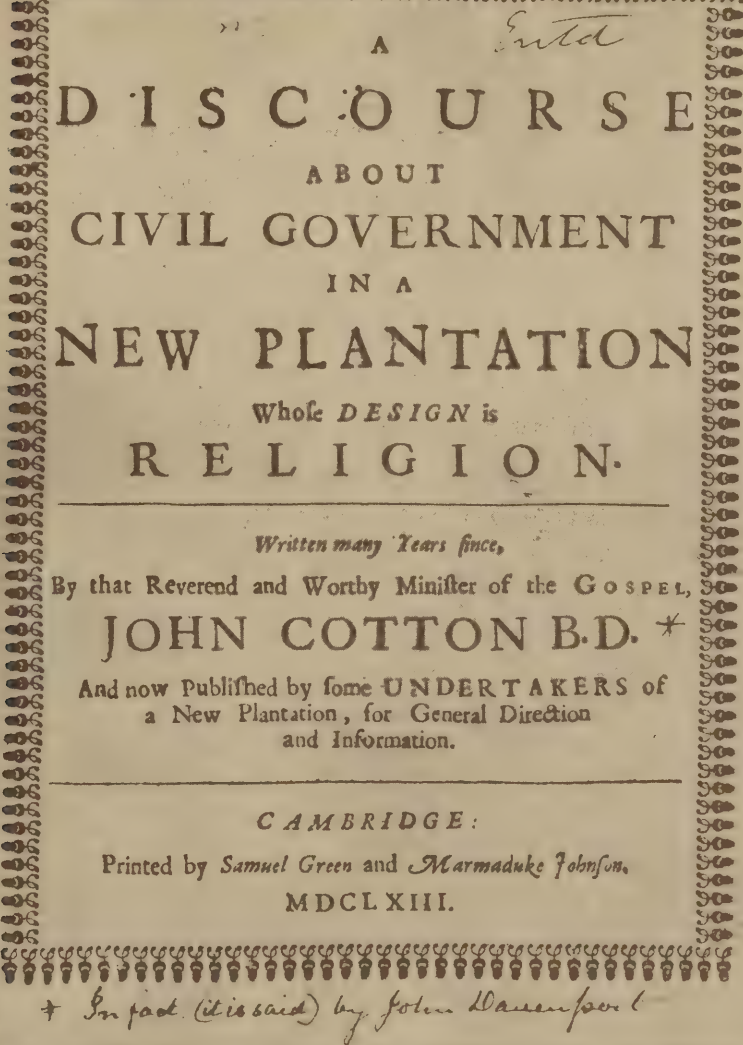 Entd
A
DISCOURSE
ABOUT
CIVIL GOVERNMENT
IN A
NEW PLANTATION
Whoſe DESIGN is
RELIGION.
Written many Years ſince,
By that Reverend and Worthy Miniſter of the GOSPEL,
JOHN COTTON B.D. *
And now Publiſhed by ſome UNDERTAKERS of
a New Plantation, for General Direction
and Information.
CAMBRIDGE:
Printed by Samuel Green and Marmaduke Johnſon.
MDCLXIII.
* In fact (it is said) by John Davenport